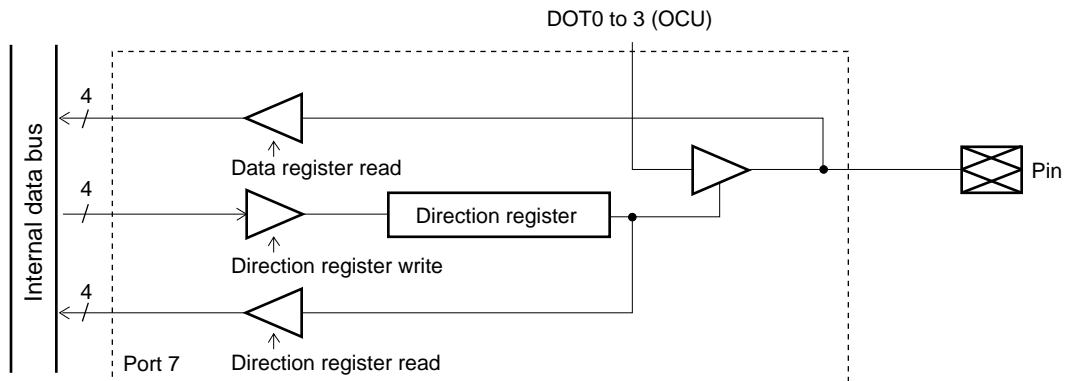 DOT0 to 3 (OCU)
Internal data bus
4
Data register read
Pin
4
Direction register
Direction register write
4
Direction register read
Port 7